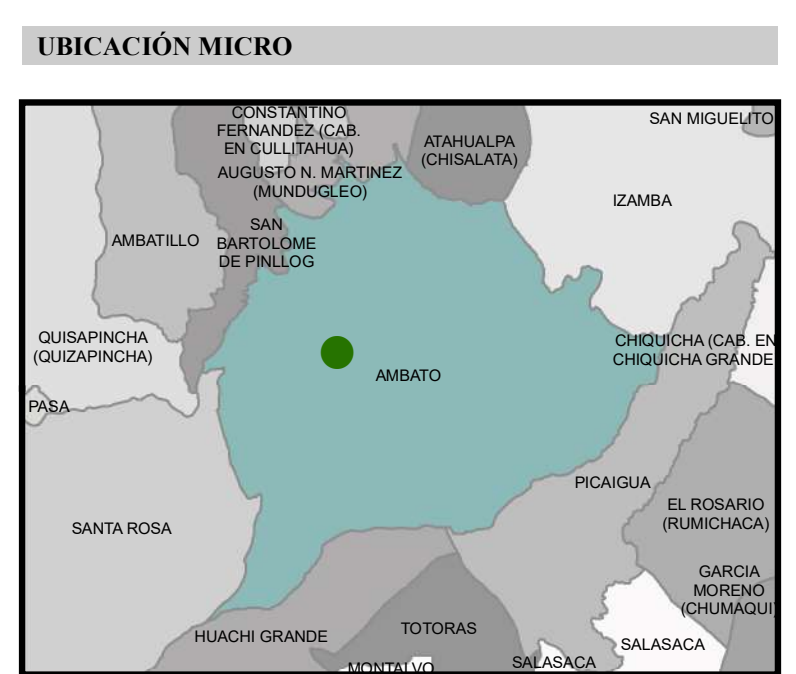 UBICACIÓN MICRO
CONSTANTINO
FERNANDEZ (CAB.
EN CULLITAHUA)
ATAHUALPA
(CHISALATA)
SAN MIGUELITO
AUGUSTO N. MARTINEZ
(MUNDUGLEO)
IZAMBA
AMBATILLO
SAN
BARTOLOME
DE PINLLOG
QUISAPINCHA
(QUIZAPINCHA)
CHIQUICHA (CAB. EN
CHIQUICHA GRANDE
AMBATO
PASA
PICAIGUA
SANTA ROSA
EL ROSARIO
(RUMICHACA)
GARCIA
MORENO
(CHUMAQUI)
HUACHI GRANDE
TOTORAS
SALASACA
MONTALVO
SALASACA